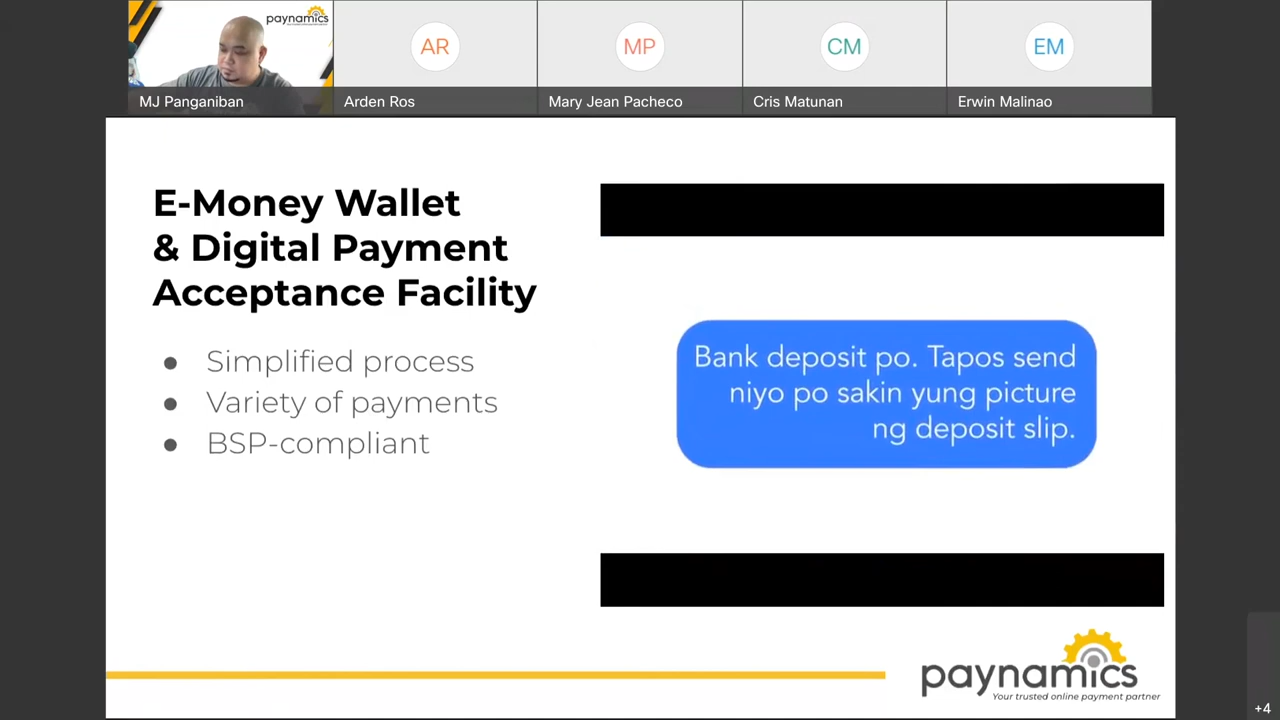 paynamics
AR
MP
CM
EM
MJ Panganiban
Arden Ros
Mary Jean Pacheco
Cris Matunan
Erwin Malinao
E-Money Wallet
& Digital Payment
Acceptance Facility
● Simplified process
● Variety of payments
● BSP-compliant
Bank deposit po. Tapos send
niyo po sakin yung picture
ng deposit slip.
paynamics
Your trusted online payment partner
+4